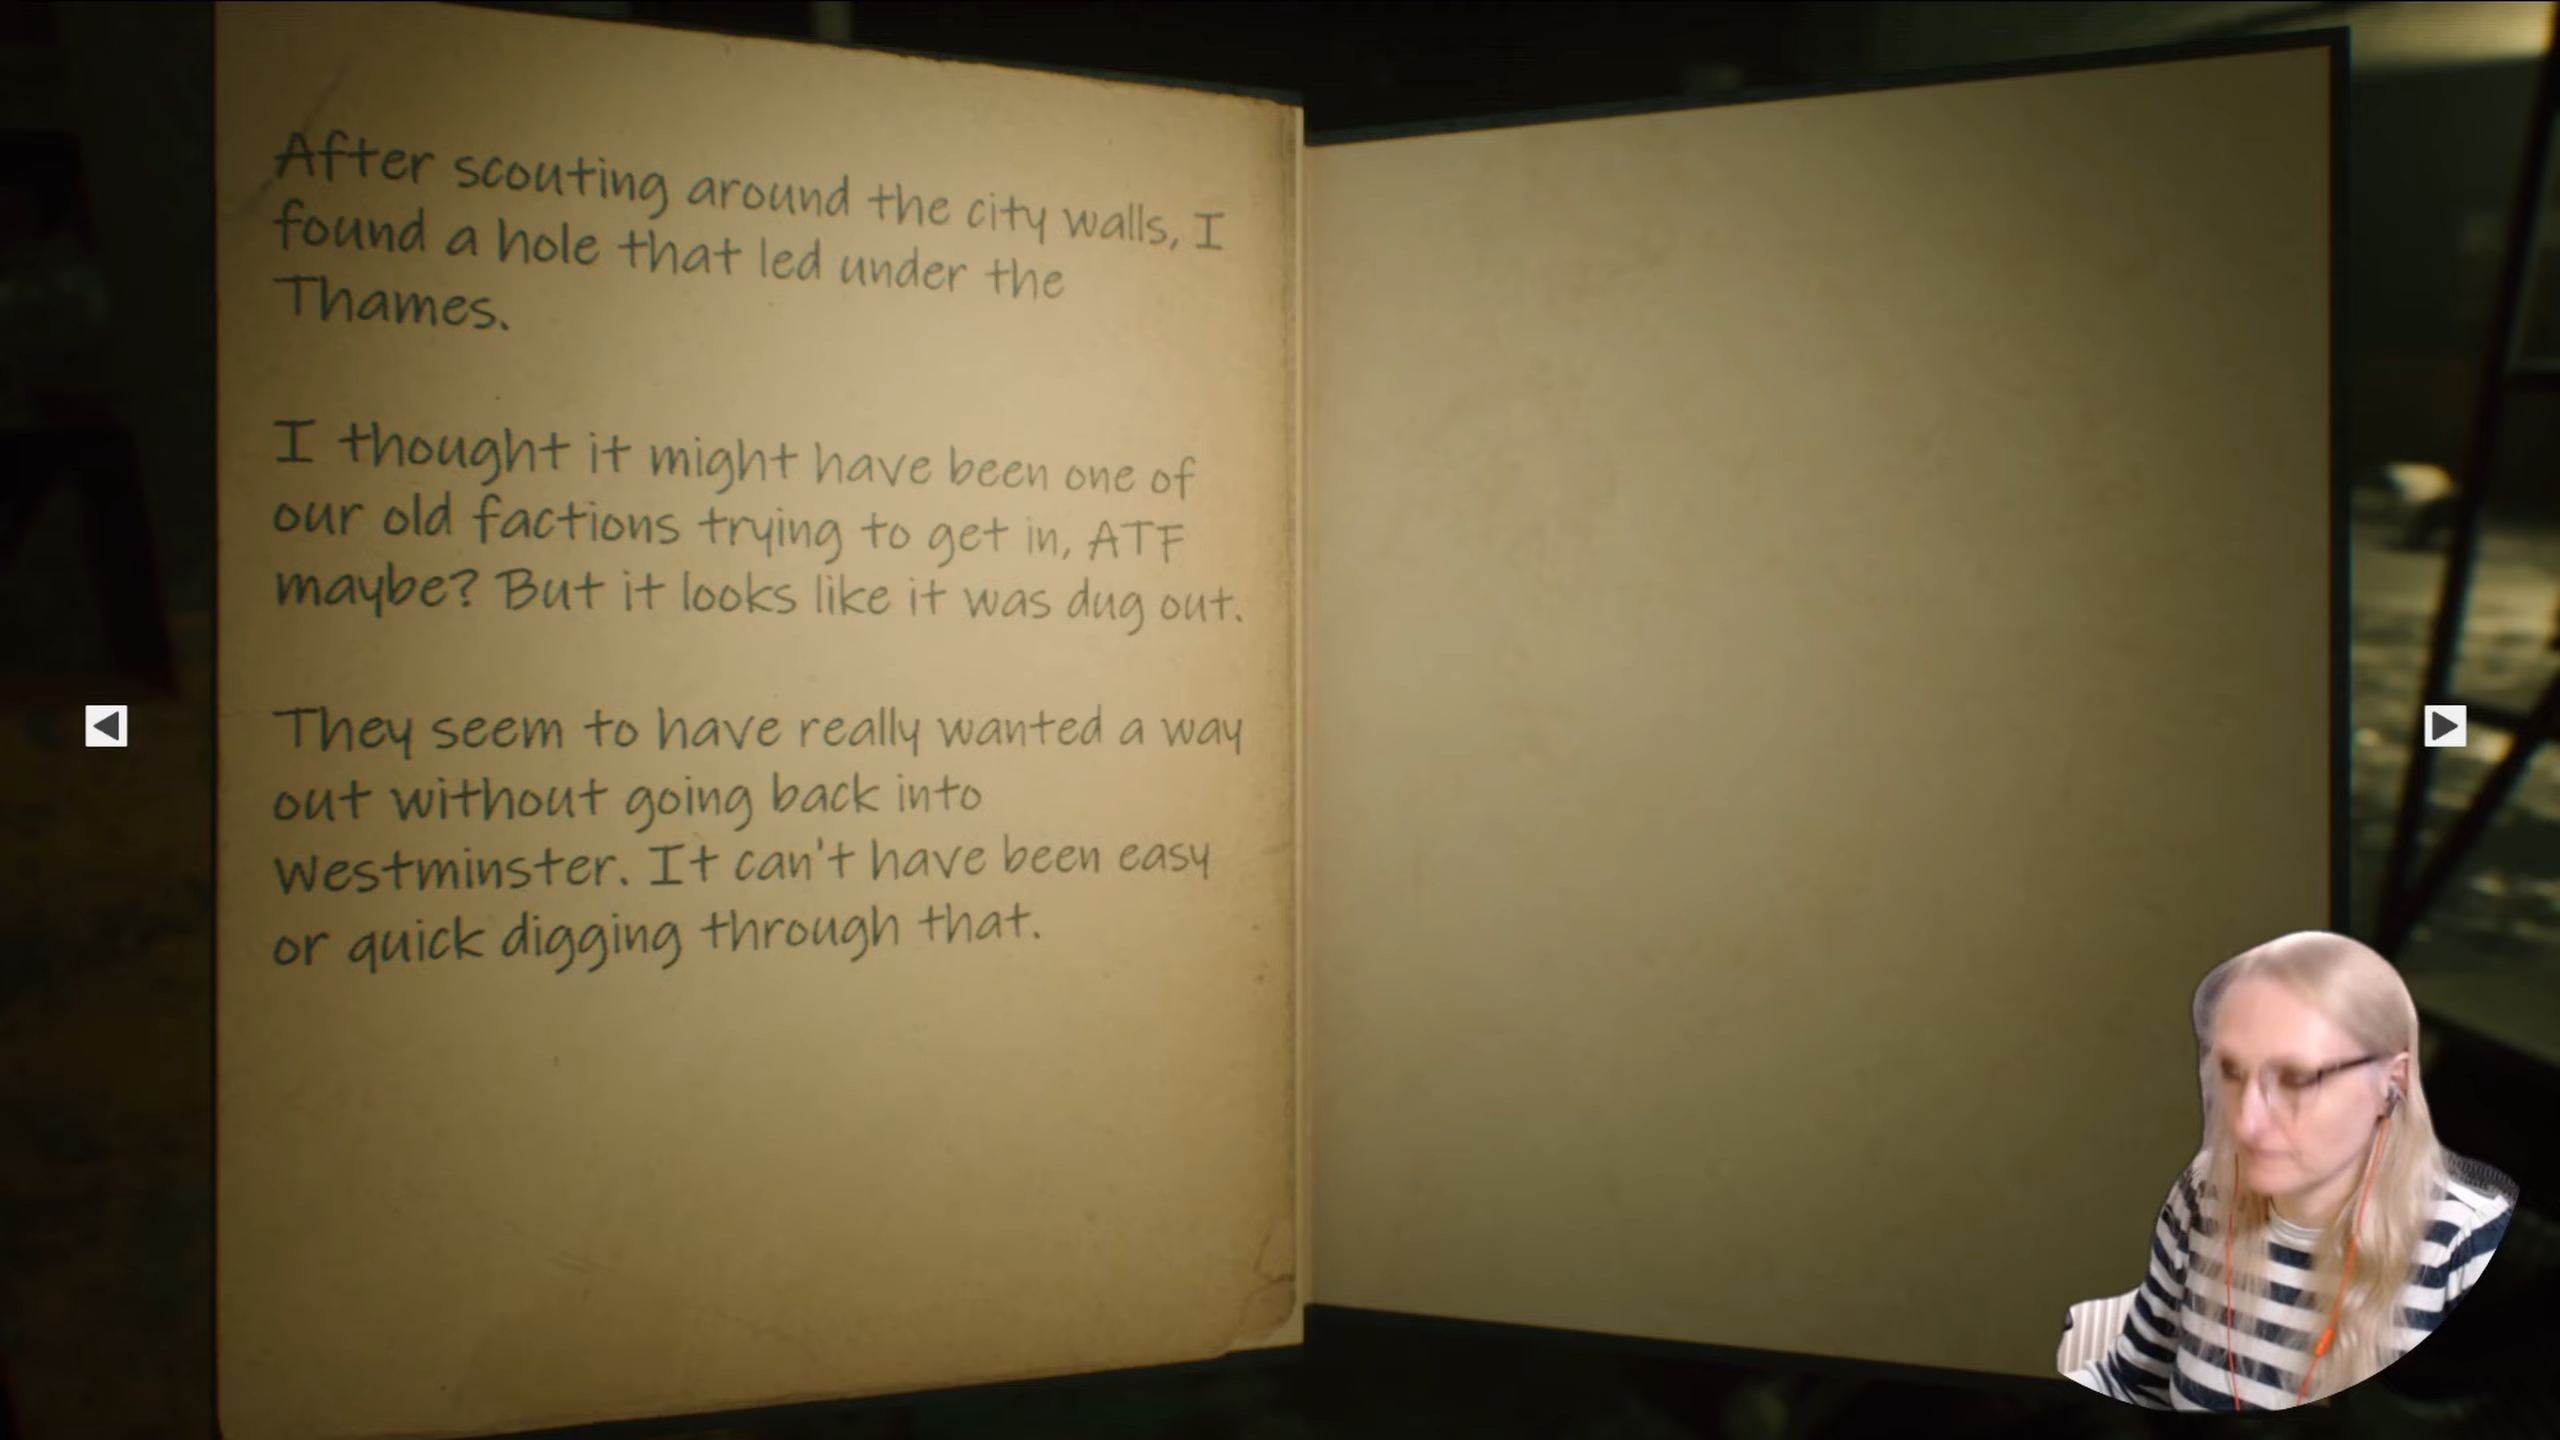 After scouting around the city walls, I
found a hole that led under the
Thames.
I thought it might have been one of
our old factions trying to get in, ATF
maybe? But it looks like it was dug out.
They seem to have really wanted a way
out without going back into
Westminster. It can't have been easy
or quick digging through that.